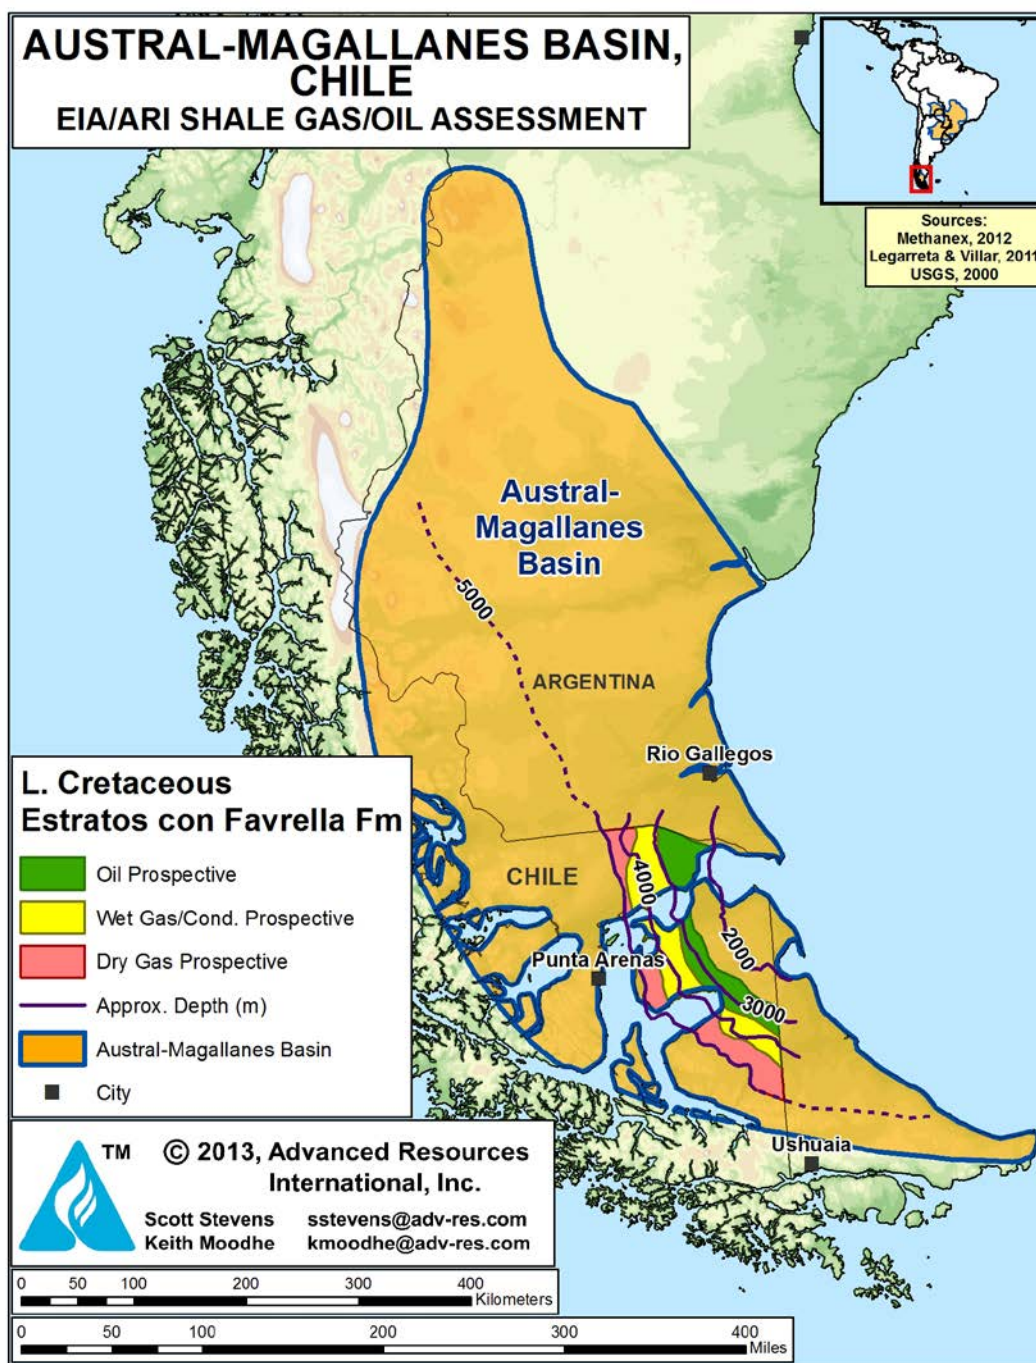 AUSTRAL-MAGALLANES BASIN,
CHILE
EIA/ARI SHALE GAS/OIL ASSESSMENT
Sources:
Methanex, 2012
Legarreta & Villar, 2011
USGS, 2000
Austral-
Magallanes
Basin
5000
ARGENTINA
Rio Gallegos
CHILE
4000
2000
Punta Arenas
3000
Ushuaia
L. Cretaceous
Estratos con Favrella Fm
Oil Prospective
Wet Gas/Cond. Prospective
Dry Gas Prospective
Approx. Depth (m)
Austral-Magallanes Basin
City
TM
© 2013, Advanced Resources
International, Inc.
Scott Stevens sstevens@adv-res.com
Keith Moodhe kmoodhe@adv-res.com
0 50 100 200 300 400
Kilometers
0 50 100 200 300 400
Miles